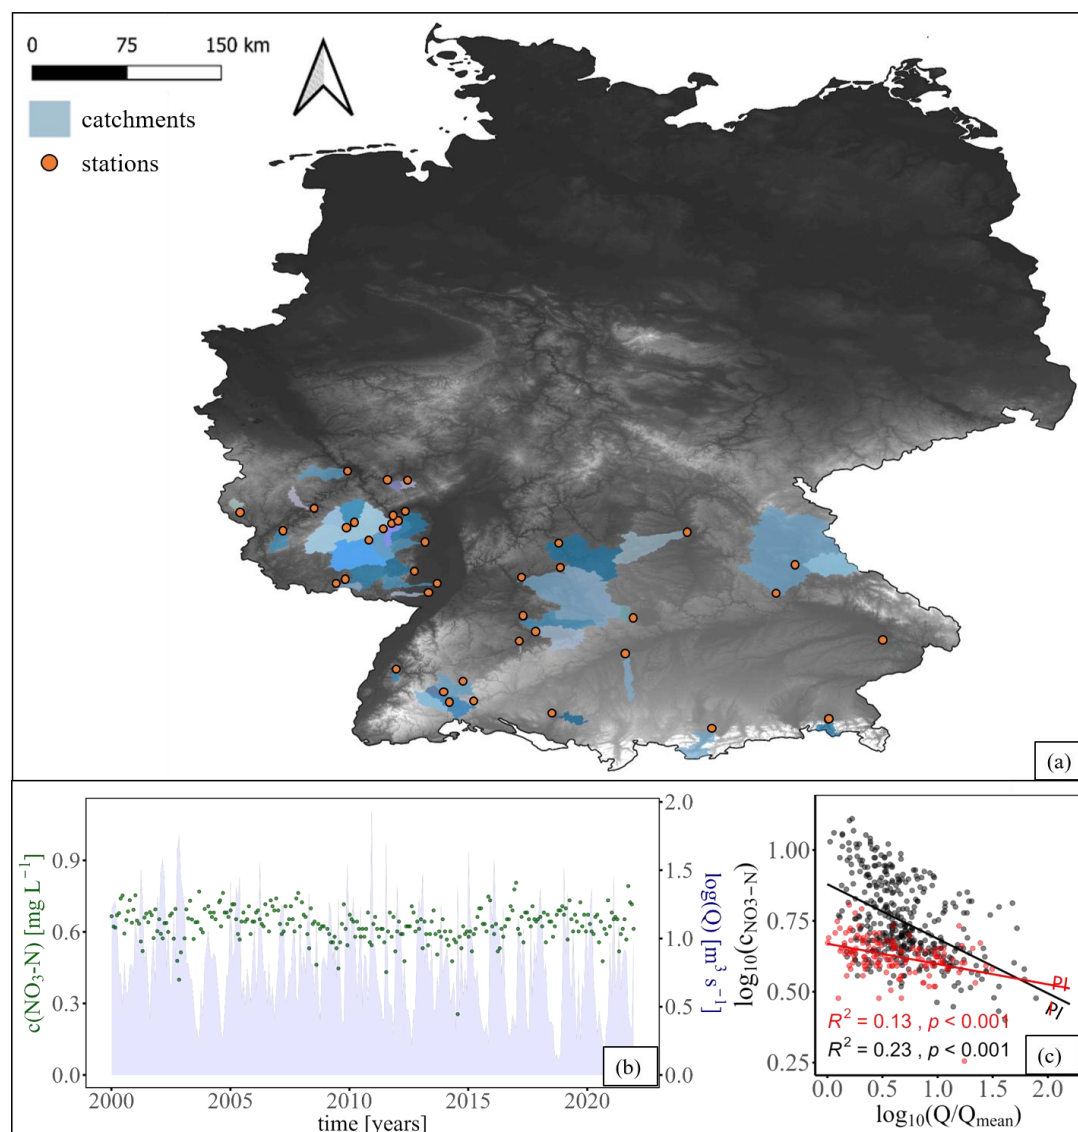 0 75 150 km
catchments
stations
(a)
c(NO₃-N) [mg L⁻¹]
0.9
0.6
0.3
0.0
2000 2005 2010 2015 2020
time [years]
2.0
1.5
1.0
0.5
0.0
log(Q) [m³ s⁻¹]
(b)
log₁₀(cNO3−N)
1.00
0.75
0.50
0.25
PI
PI
R² = 0.13 , p < 0.001
R² = 0.23 , p < 0.001
(c)
0.0 0.5 1.0 1.5 2.0
log₁₀(Q/Qmean)